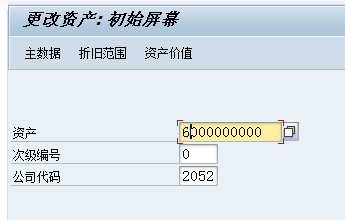 更改资产:初始屏幕
主数据 折旧范围 资产价值
资产 6000000000
次级编号 0
公司代码 2052